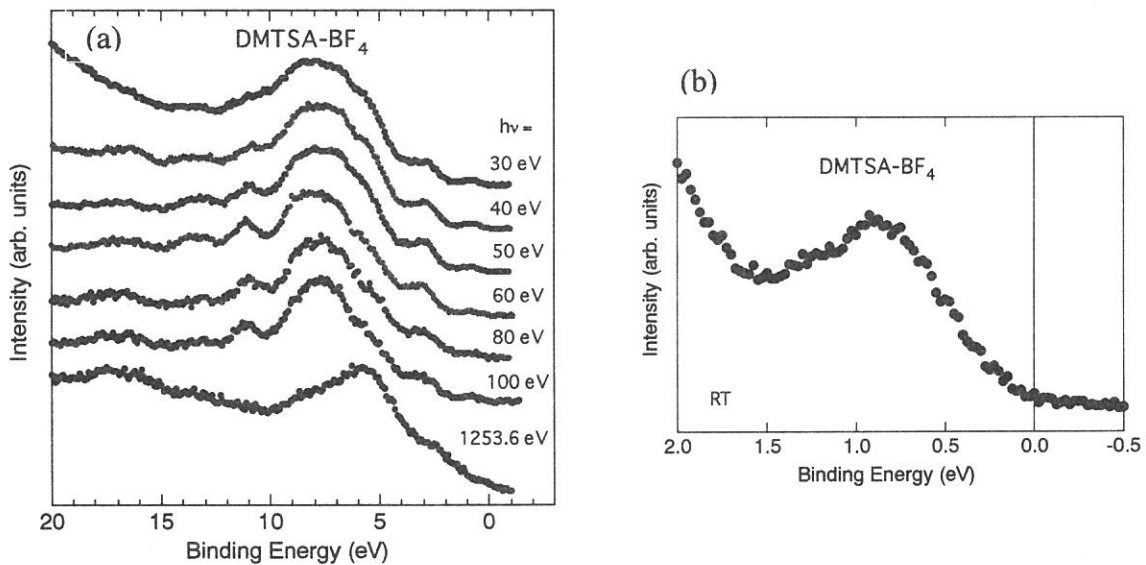 (a)
DMTSA-BF4
hν =
30 eV
40 eV
50 eV
60 eV
80 eV
100 eV
1253.6 eV
Intensity (arb. units)
20 15 10 5 0
Binding Energy (eV)
(b)
DMTSA-BF4
Intensity (arb. units)
RT
2.0 1.5 1.0 0.5 0.0 -0.5
Binding Energy (eV)